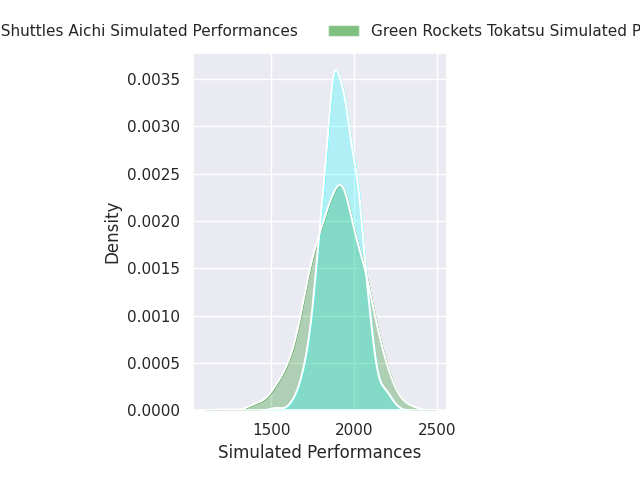 Shuttles Aichi Simulated Performances
Green Rockets Tokatsu Simulated P
0.0035
0.0030
0.0025
0.0020
0.0015
0.0010
0.0005
0.0000
Density
1500 2000 2500
Simulated Performances